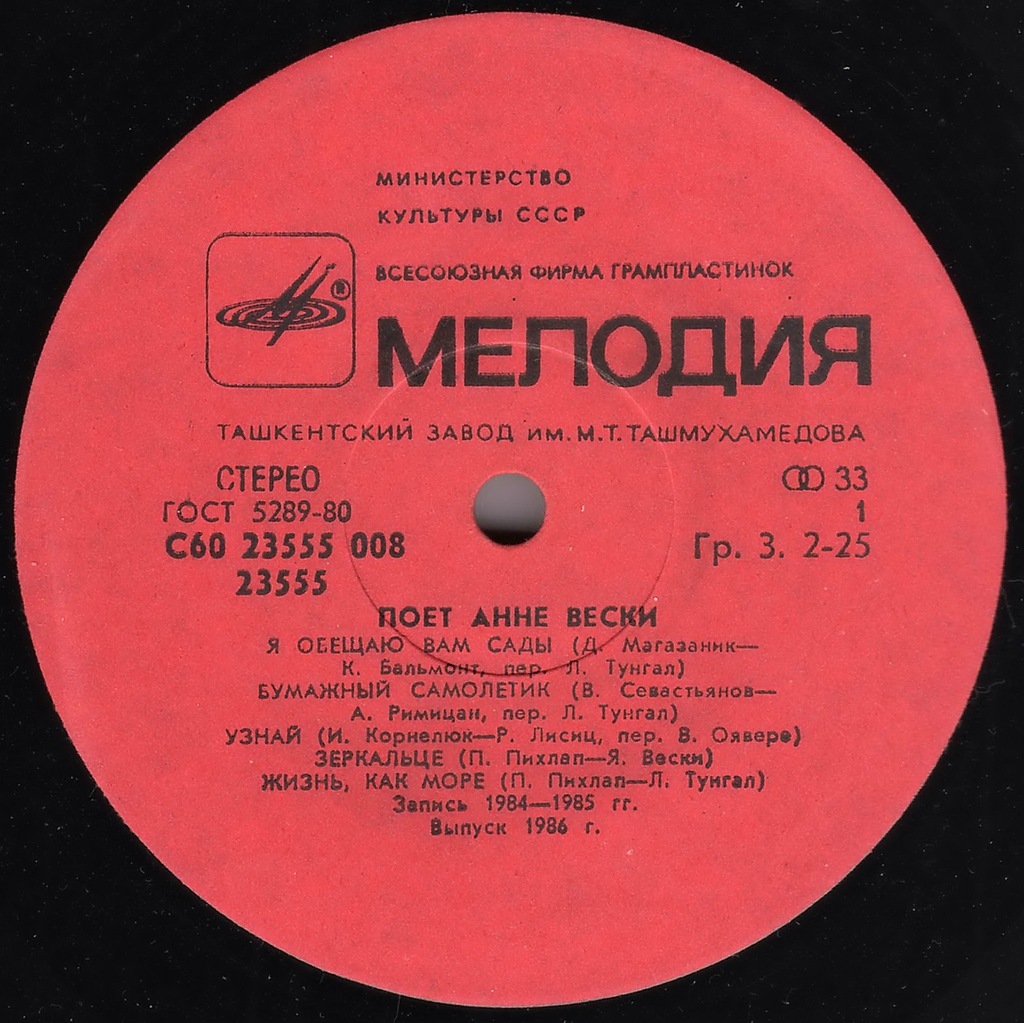 МИНИСТЕРСТВО
КУЛЬТУРЫ СССР
ВСЕСОЮЗНАЯ ФИРМА ГРАМПЛАСТИНОК
®
МЕЛОДИЯ
ТАШКЕНТСКИЙ ЗАВОД им. М.Т. ТАШМУХАМЕДОВА
СТЕРЕО
33
ГОСТ 5289-80
1
С60 23555 008
Гр. 3. 2-25
23555
ПОЕТ АННЕ ВЕСКИ
Я ОБЕЩАЮ ВАМ САДЫ (Д. Магазаник—
К. Бальмонт, пер. Л. Тунгал)
БУМАЖНЫЙ САМОЛЕТИК (В. Севастьянов—
А. Римицан, пер. Л. Тунгал)
УЗНАЙ (И. Корнелюк—Р. Лисиц, пер. В. Оявере)
ЗЕРКАЛЬЦЕ (П. Пихлап—Я. Вески)
ЖИЗНЬ, КАК МОРЕ (П. Пихлап—Л. Тунгал)
Запись 1984—1985 гг.
Выпуск 1986 г.